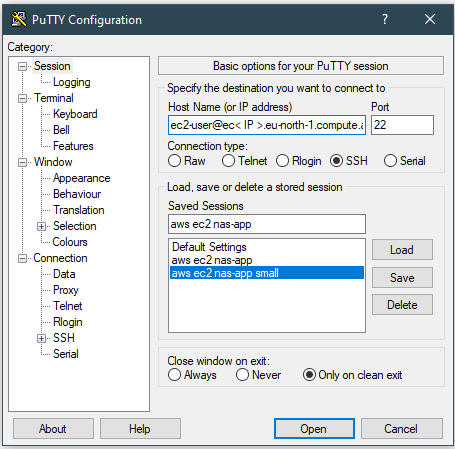 PuTTY Configuration
Category:
Session
Logging
Terminal
Keyboard
Bell
Features
Window
Appearance
Behaviour
Translation
Selection
Colours
Connection
Data
Proxy
Telnet
Rlogin
SSH
Serial
Basic options for your PuTTY session
Specify the destination you want to connect to
Host Name (or IP address) Port
ec2-user@ec< IP >.eu-north-1.compute.a 22
Connection type:
Raw Telnet Rlogin SSH Serial
Load, save or delete a stored session
Saved Sessions
aws ec2 nas-app
Default Settings
aws ec2 nas-app
aws ec2 nas-app small
Load
Save
Delete
Close window on exit:
Always Never Only on clean exit
About Help Open Cancel